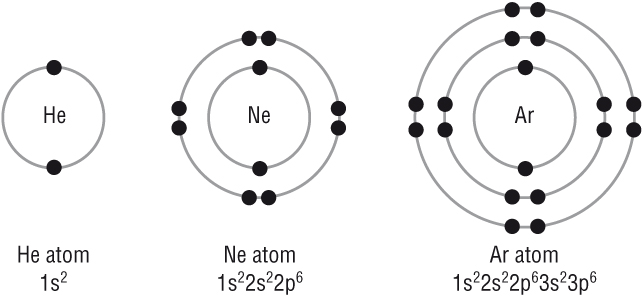 He
Ne
Ar
He atom
1s²
Ne atom
1s²2s²2p⁶
Ar atom
1s²2s²2p⁶3s²3p⁶